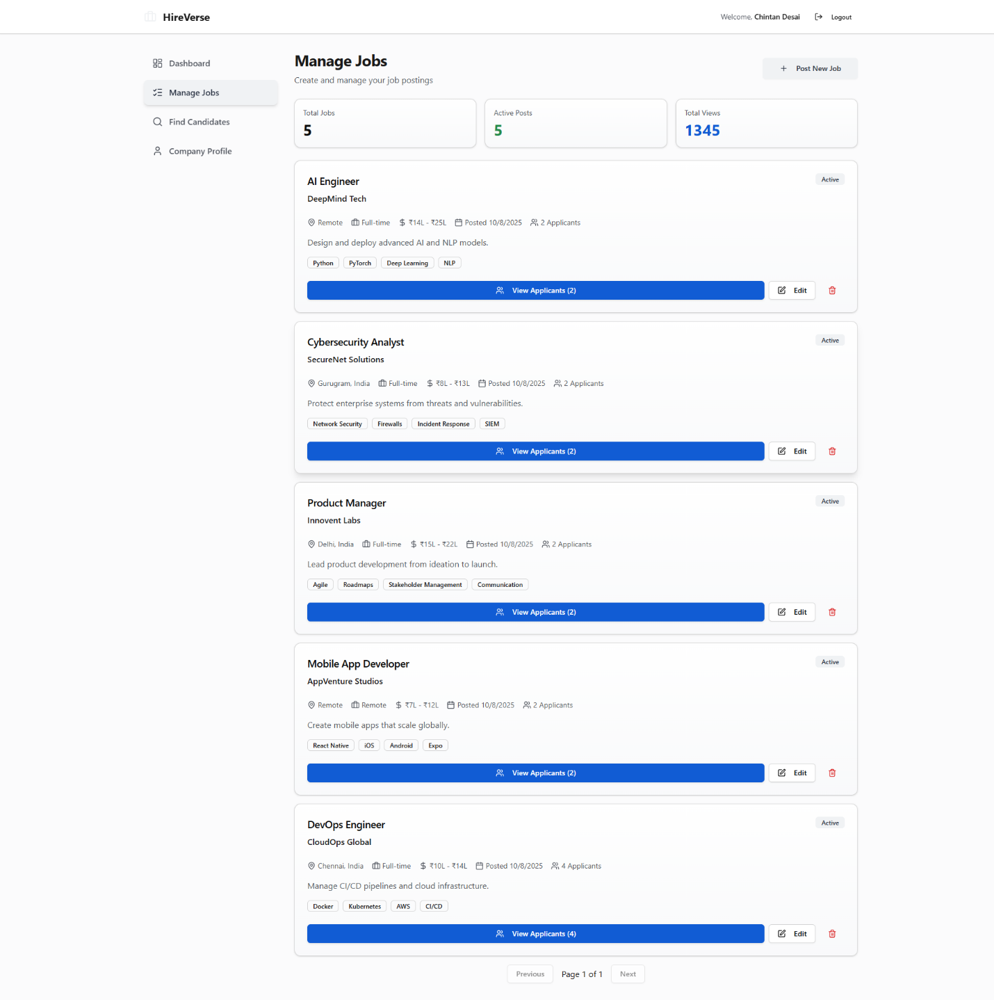 HireVerse
Welcome, Chintan Desai
Logout
Dashboard
Manage Jobs
Find Candidates
Company Profile
Manage Jobs
Create and manage your job postings
Post New Job
Total Jobs
5
Active Posts
5
Total Views
1345
AI Engineer
Active
DeepMind Tech
Remote Full-time ₹14L - ₹25L Posted 10/8/2025 2 Applicants
Design and deploy advanced AI and NLP models.
Python PyTorch Deep Learning NLP
View Applicants (2) Edit
Cybersecurity Analyst
Active
SecureNet Solutions
Gurugram, India Full-time ₹8L - ₹13L Posted 10/8/2025 2 Applicants
Protect enterprise systems from threats and vulnerabilities.
Network Security Firewalls Incident Response SIEM
View Applicants (2) Edit
Product Manager
Active
Innovent Labs
Delhi, India Full-time ₹15L - ₹22L Posted 10/8/2025 2 Applicants
Lead product development from ideation to launch.
Agile Roadmaps Stakeholder Management Communication
View Applicants (2) Edit
Mobile App Developer
Active
AppVenture Studios
Remote Remote ₹7L - ₹12L Posted 10/8/2025 2 Applicants
Create mobile apps that scale globally.
React Native iOS Android Expo
View Applicants (2) Edit
DevOps Engineer
Active
CloudOps Global
Chennai, India Full-time ₹10L - ₹14L Posted 10/8/2025 4 Applicants
Manage CI/CD pipelines and cloud infrastructure.
Docker Kubernetes AWS CI/CD
View Applicants (4) Edit
Previous Page 1 of 1 Next